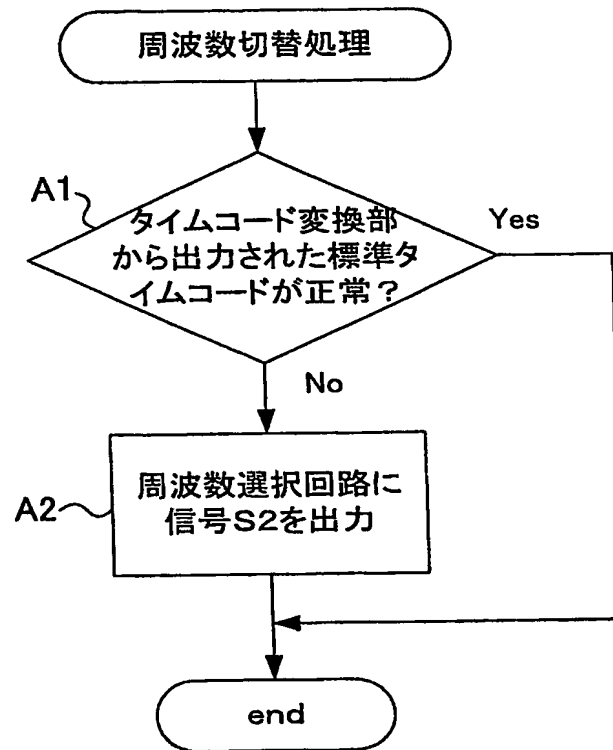 周波数切替処理
A1
タイムコード変換部
から出力された標準タ
イムコードが正常？
Yes
No
A2
周波数選択回路に
信号S2を出力
end